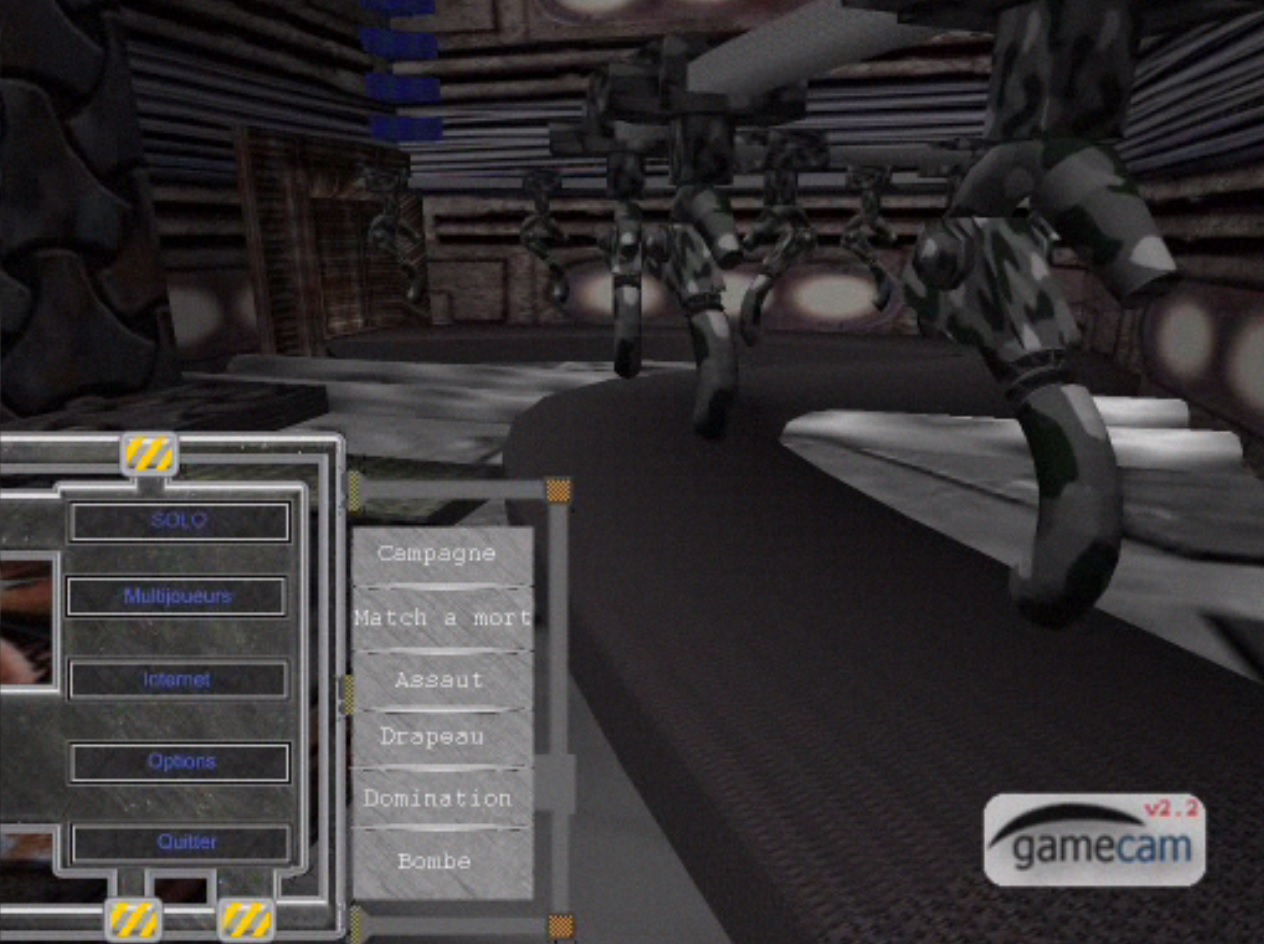 SOLO
Multijoueurs
Internet
Options
Quitter
Campagne
Match a mort
Assaut
Drapeau
Domination
Bombe
v2.2
gamecam